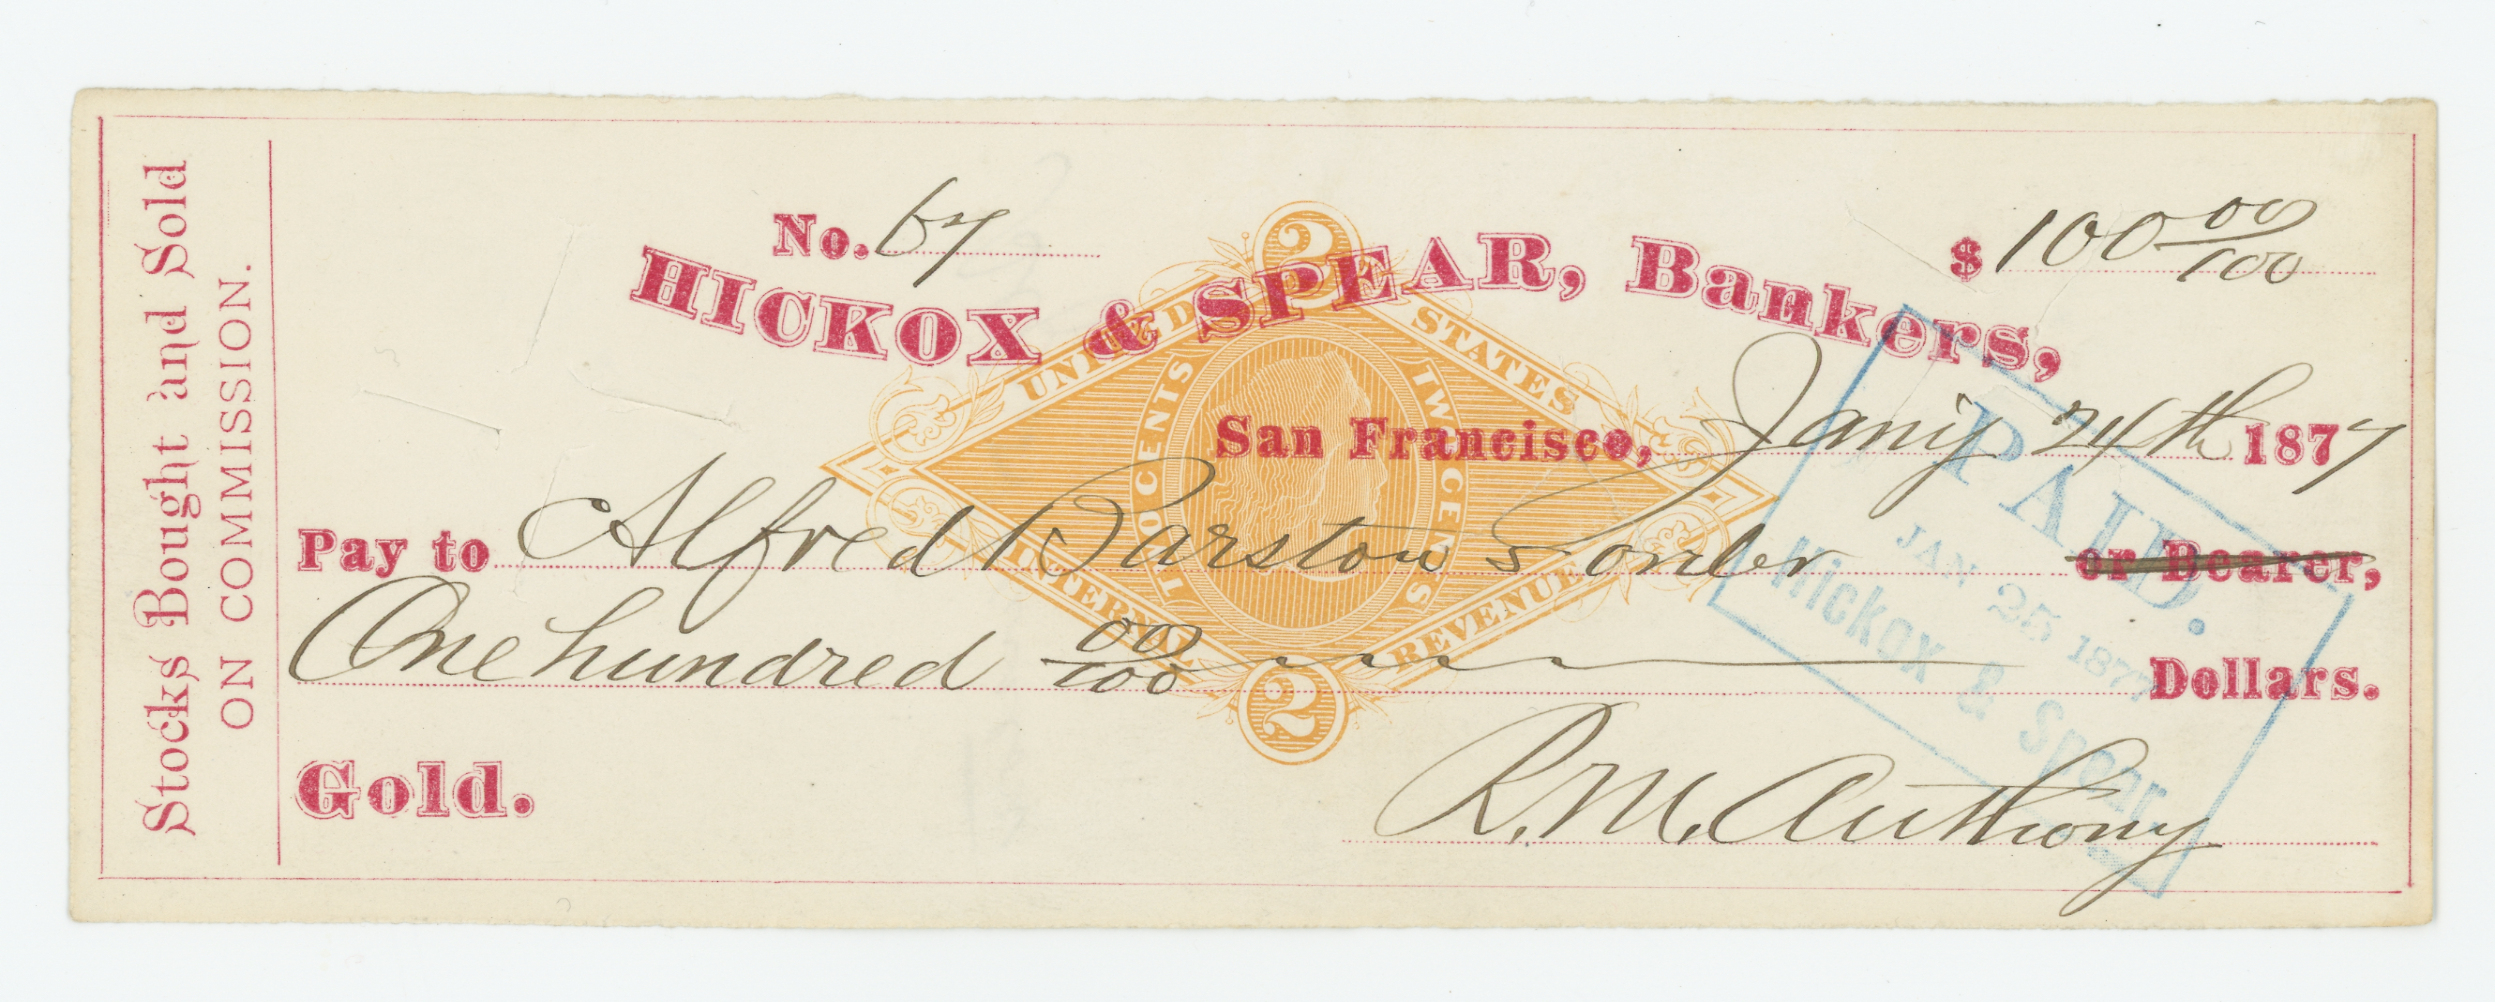 Stocks Bought and Sold
ON COMMISSION.
No. 67
$ 100 00/100
HICKOX & SPEAR, Bankers,
San Francisco, Jany 24th 1877
Pay to Alfred Barstow or order or Bearer,
One hundred 00/100 Dollars.
Gold.
R. M. Anthony
2
UNITED STATES
TWO CENTS
TWO CENTS
INTERNAL REVENUE
2
PAID.
JAN 25 1877
Hickox & Spear.